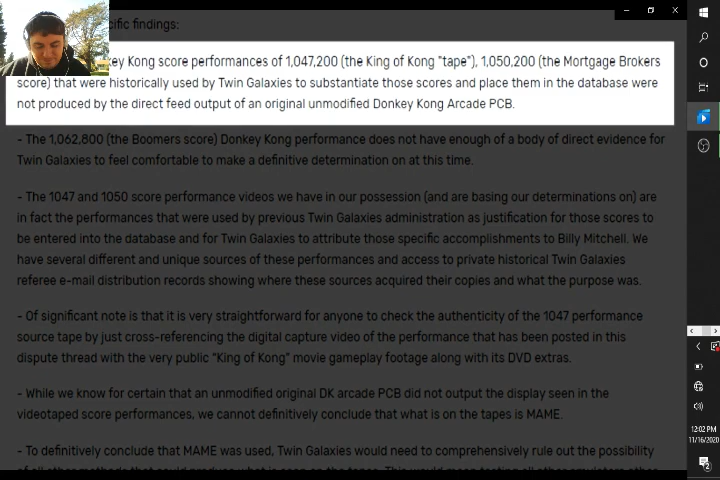 cific findings:
ey Kong score performances of 1,047,200 (the King of Kong "tape"), 1,050,200 (the Mortgage Brokers
score) that were historically used by Twin Galaxies to substantiate those scores and place them in the database were
not produced by the direct feed output of an original unmodified Donkey Kong Arcade PCB.
- The 1,062,800 (the Boomers score) Donkey Kong performance does not have enough of a body of direct evidence for
Twin Galaxies to feel comfortable to make a definitive determination on at this time.
- The 1047 and 1050 score performance videos we have in our possession (and are basing our determinations on) are
in fact the performances that were used by previous Twin Galaxies administration as justification for those scores to
be entered into the database and for Twin Galaxies to attribute those specific accomplishments to Billy Mitchell. We
have several different and unique sources of these performances and access to private historical Twin Galaxies
referee e-mail distribution records showing where these sources acquired their copies and what the purpose was.
- Of significant note is that it is very straightforward for anyone to check the authenticity of the 1047 performance
source tape by just cross-referencing the digital capture video of the performance that has been posted in this
dispute thread with the very public "King of Kong" movie gameplay footage along with its DVD extras.
- While we know for certain that an unmodified original DK arcade PCB did not output the display seen in the
videotaped score performances, we cannot definitively conclude that what is on the tapes is MAME.
- To definitively conclude that MAME was used, Twin Galaxies would need to comprehensively rule out the possibility
12:02 PM
11/16/2020
2